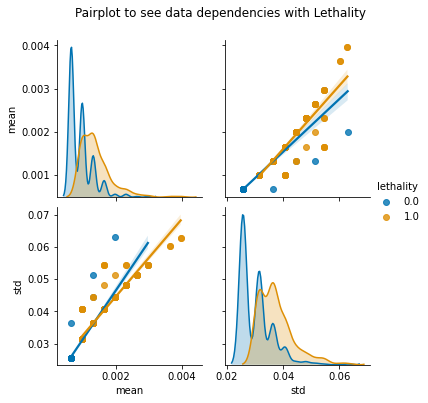 Pairplot to see data dependencies with Lethality
0.004
0.003
0.002
0.001
mean
lethality
0.0
1.0
0.07
0.06
0.05
0.04
0.03
std
0.002
0.004
mean
0.02
0.04
0.06
std